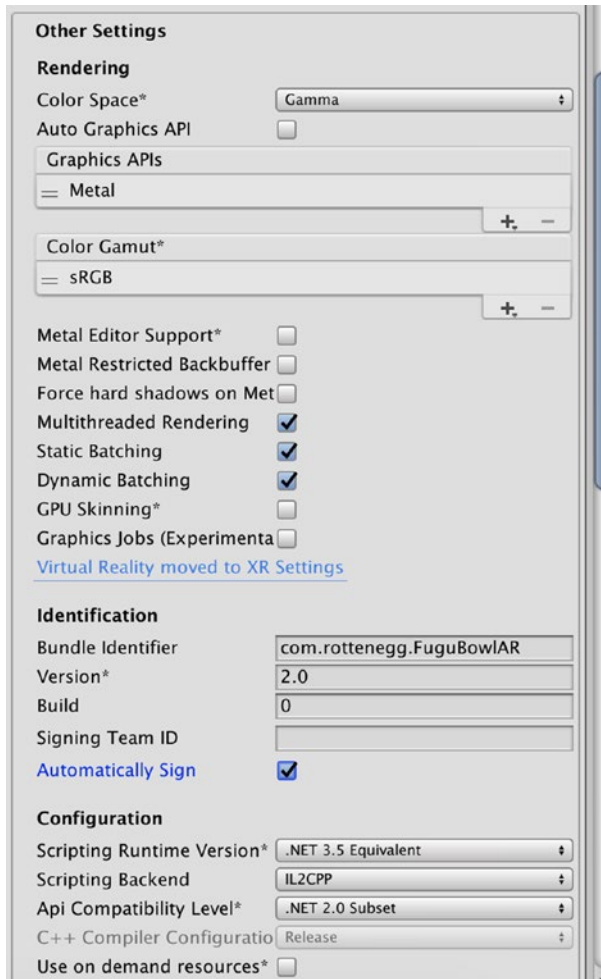 Other Settings
Rendering
Color Space* Gamma
Auto Graphics API
Graphics APIs
= Metal
+ −
Color Gamut*
= sRGB
+ −
Metal Editor Support*
Metal Restricted Backbuffer
Force hard shadows on Met
Multithreaded Rendering
Static Batching
Dynamic Batching
GPU Skinning*
Graphics Jobs (Experimenta
Virtual Reality moved to XR Settings
Identification
Bundle Identifier com.rottenegg.FuguBowlAR
Version* 2.0
Build 0
Signing Team ID
Automatically Sign
Configuration
Scripting Runtime Version* .NET 3.5 Equivalent
Scripting Backend IL2CPP
Api Compatibility Level* .NET 2.0 Subset
C++ Compiler Configuratio Release
Use on demand resources*